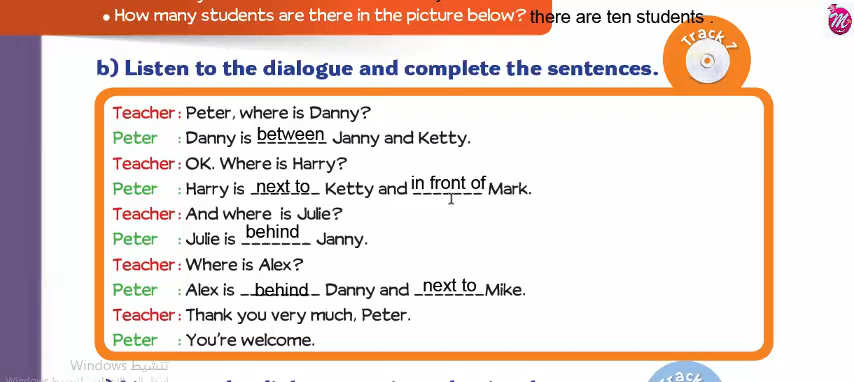 • How many students are there in the picture below? there are ten students .
Track 7
b) Listen to the dialogue and complete the sentences.
Teacher : Peter, where is Danny?
Peter : Danny is between Janny and Ketty.
Teacher : OK. Where is Harry?
Peter : Harry is next to Ketty and in front of Mark.
Teacher : And where is Julie?
Peter : Julie is behind Janny.
Teacher : Where is Alex?
Peter : Alex is behind Danny and next to Mike.
Teacher : Thank you very much, Peter.
Peter : You're welcome.
تنشيط Windows
Track